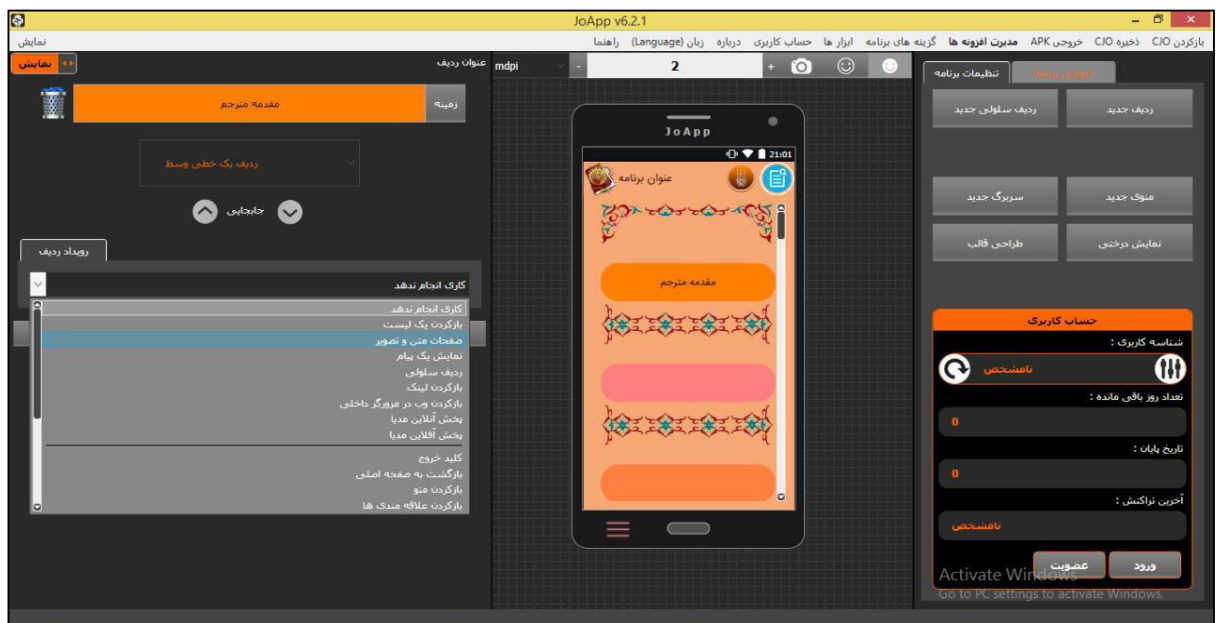 JoApp v6.2.1
بازکردن CJO ذخیره CJO خروجی APK مدیرت افزونه ها گزینه های برنامه ابزار ها حساب کاربری درباره زبان (Language) راهنما
نمایش
تنظیمات برنامه
خروجی برنامه
ردیف جدید
ردیف سلولی جدید
منوی جدید
سربرگ جدید
نمایش درختی
طراحی قالب
حساب کاربری
شناسه کاربری :
نامشخص
تعداد روز باقی مانده :
0
تاریخ پایان :
0
آخرین تراکنش :
نامشخص
ورود
عضویت
Activate Windows
Go to PC settings to activate Windows.
mdpi
-
2
+
JoApp
21:01
عنوان برنامه
مقدمه مترجم
عنوان ردیف
نمایش
زمینه
مقدمه مترجم
ردیف یک خطی وسط
جابجایی
رویداد ردیف
کاری انجام ندهد
کاری انجام ندهد
بازکردن یک لیست
صفحات متن و تصویر
نمایش یک پیام
ردیف سلولی
بازکردن لینک
بازکردن وب در مرورگر داخلی
پخش آنلاین مدیا
پخش آفلاین مدیا
کلید خروج
بازگشت به صفحه اصلی
بازکردن منو
بازکردن علاقه مندی ها